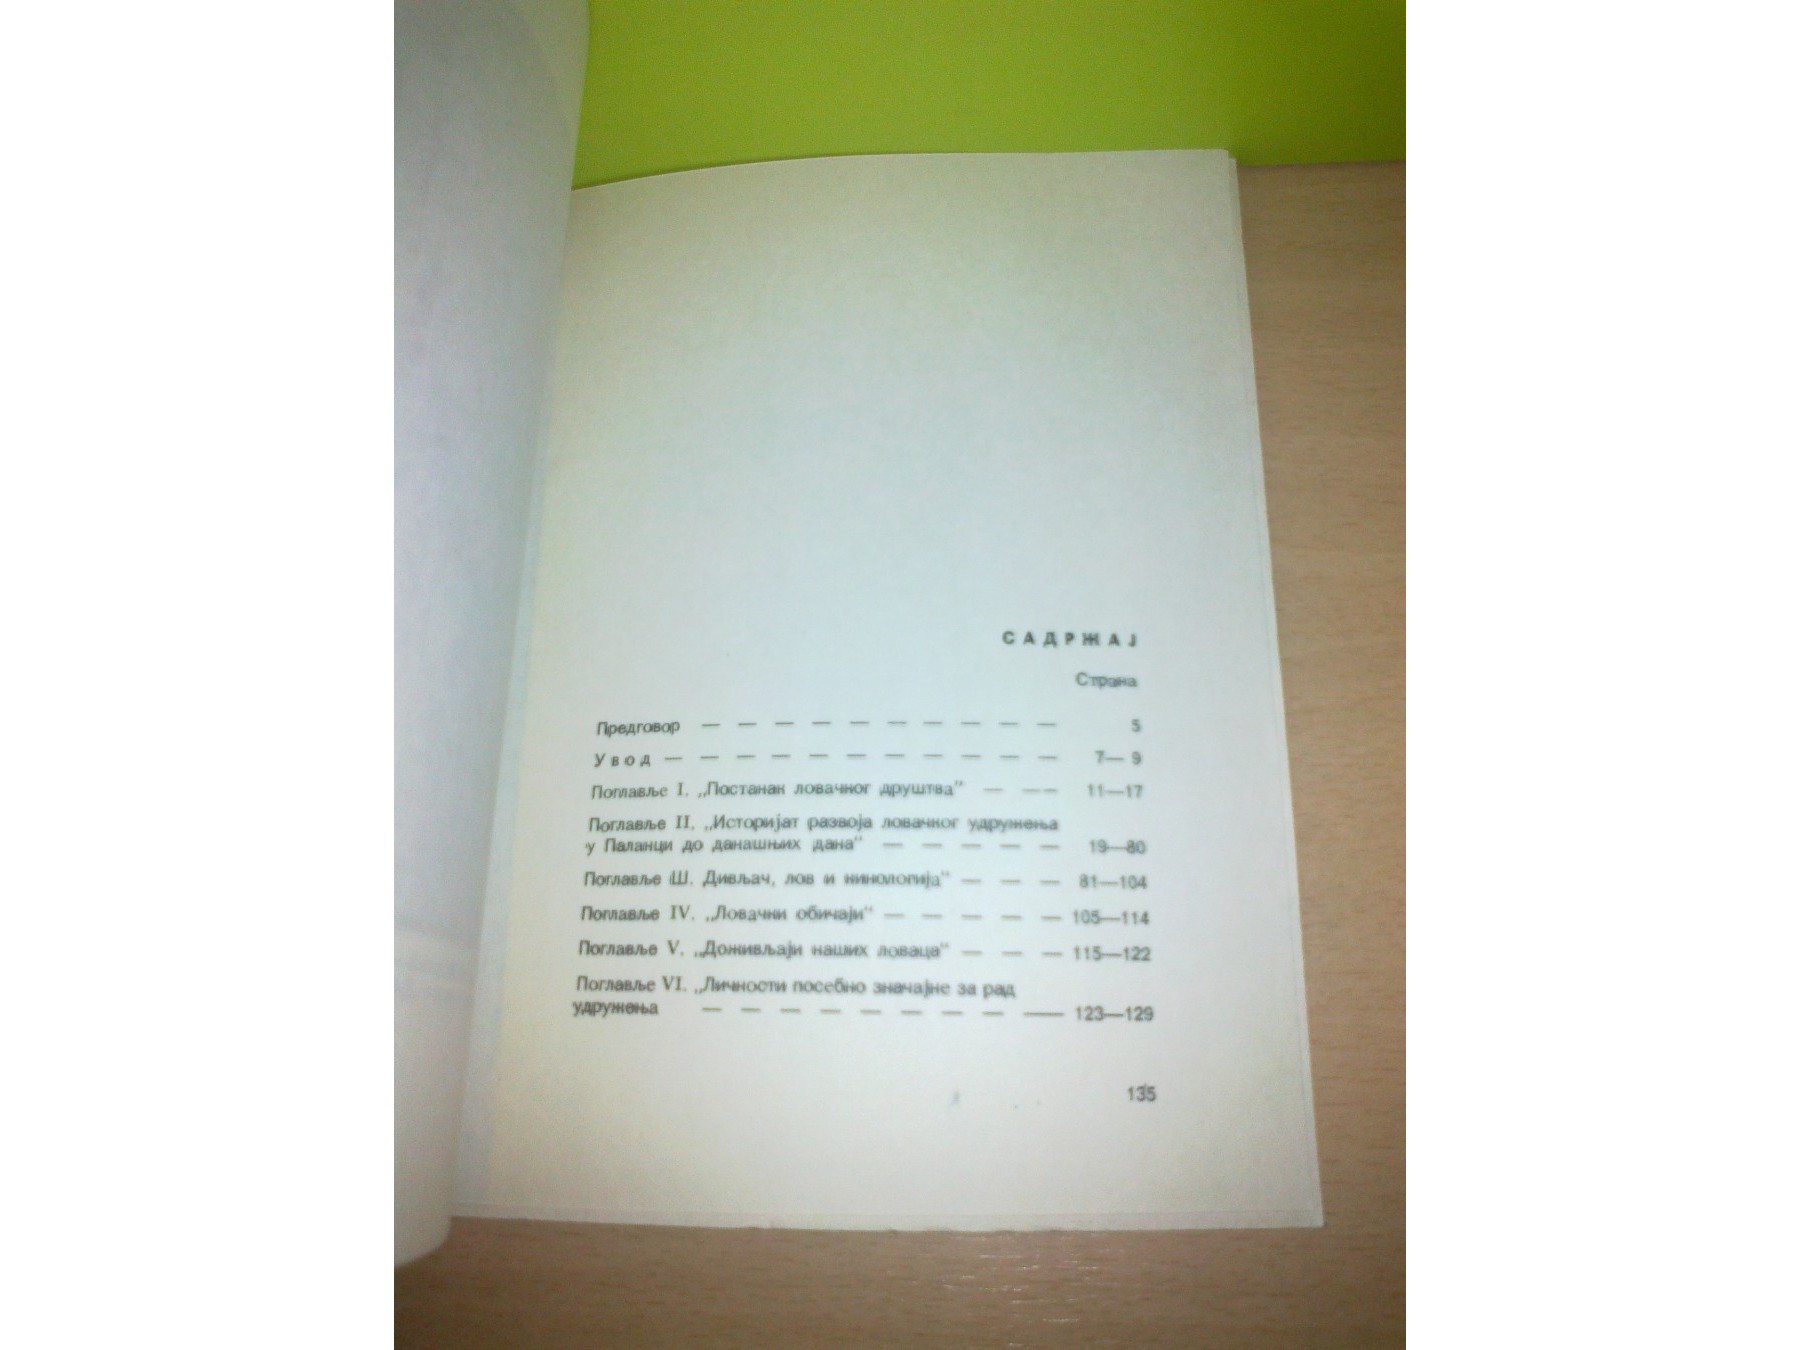 САДРЖАЈ
Страна
Предговор — — — — — — — — — — 5
Увод — — — — — — — — — — — 7— 9
Поглавље I. „Постанак ловачког друштва“ — — –– 11—17
Поглавље II. „Историјат развоја ловачког удружења
у Паланци до данашњих дана“ — — — — — 19—80
Поглавље Ш. Дивљач, лов и кинологија“ — — — 81—104
Поглавље IV. „Ловачки обичаји“ — — — — — 105—114
Поглавље V. „Доживљаји наших ловаца“ — — — 115—122
Поглавље VI. „Личности посебно значајне за рад
удружења — — — — — — — — —— 123—129
135